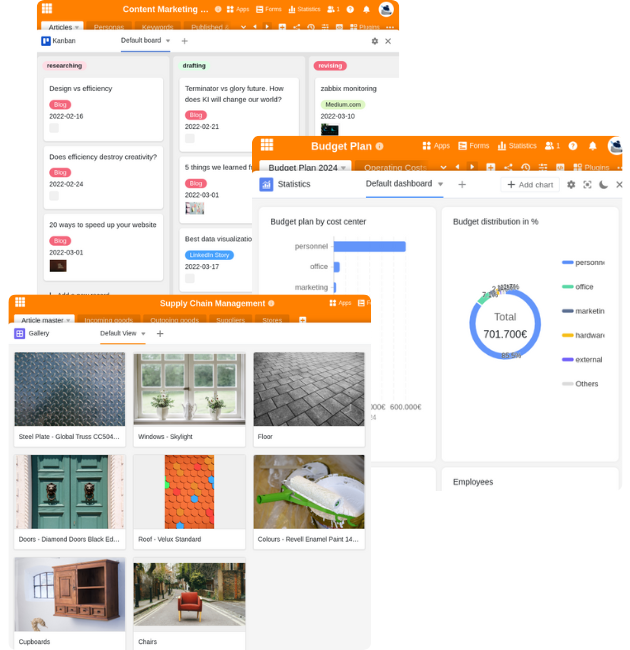 Content Marketing ...
Apps
Forms
Statistics
1
Articles
Personas
Keywords
Published
Plugins
Kanban
Default board
researching
drafting
revising
Design vs efficiency
Blog
2022-02-16
Does efficiency destroy creativity?
Blog
2022-02-24
20 ways to speed up your website
Blog
2022-03-01
Terminator vs glory future. How
does KI will change our world?
Blog
2022-02-21
5 things we learned f
Blog
2022-03-01
Best data visualizatio
LinkedIn Story
2022-03-17
zabbix monitoring
Medium.com
2022-03-10
Budget Plan
Apps
Forms
Statistics
1
Budget Plan 2024
Operating Costs
Plugins
Statistics
Default dashboard
Add chart
Budget plan by cost center
personnel
office
marketing
000€ 600.000€
24
Budget distribution in %
Total
701.700€
personne
office
marketin
hardware
external
Others
Employees
Supply Chain Management
Apps
Article master
Incoming goods
Outgoing goods
Suppliers
Stores
Gallery
Default View
Steel Plate - Global Truss CC504...
Windows - Skylight
Floor
Doors - Diamond Doors Black Ed...
Roof - Velux Standard
Colours - Revell Enamel Paint 14...
Cupboards
Chairs